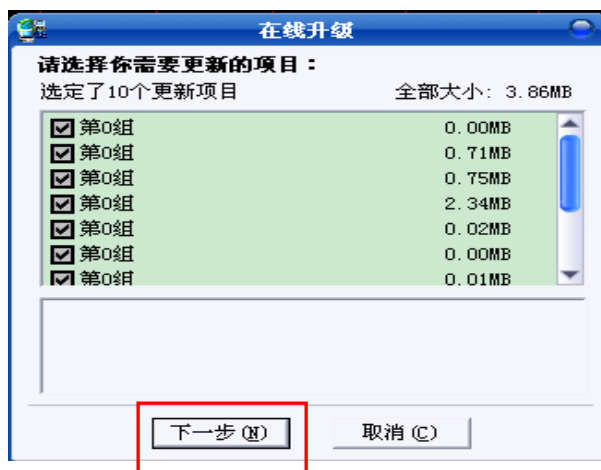 在线升级
请选择你需要更新的项目：
选定了10个更新项目 全部大小: 3.86MB
第0组 0.00MB
第0组 0.71MB
第0组 0.75MB
第0组 2.34MB
第0组 0.02MB
第0组 0.00MB
第0组 0.01MB
下一步(N) 取消(C)